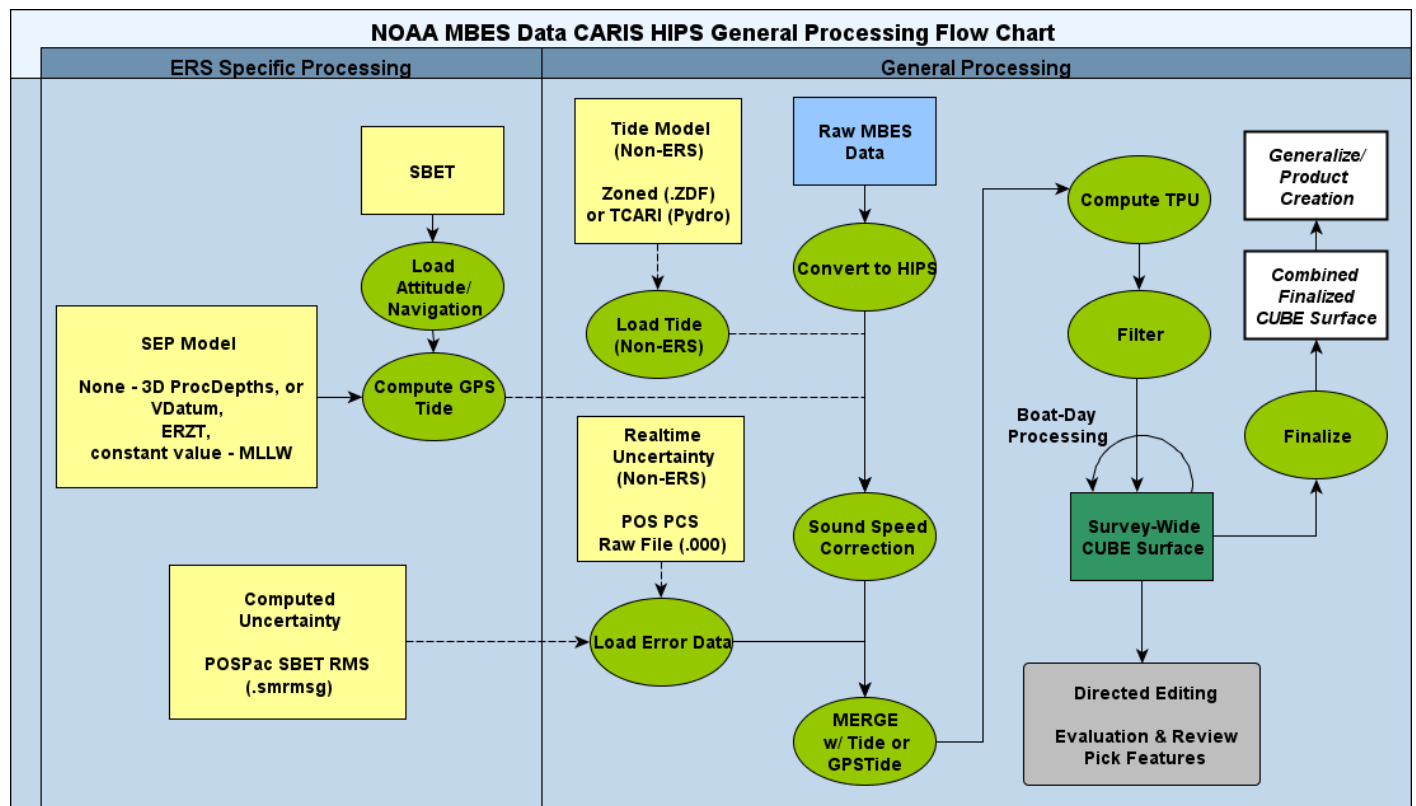 NOAA MBES Data CARIS HIPS General Processing Flow Chart
ERS Specific Processing
General Processing
SBET
Load
Attitude/
Navigation
SEP Model
None - 3D ProcDepths, or
VDatum,
ERZT,
constant value - MLLW
Compute GPS
Tide
Computed
Uncertainty
POSPac SBET RMS
(.smrmsg)
Tide Model
(Non-ERS)
Zoned (.ZDF)
or TCARI (Pydro)
Load Tide
(Non-ERS)
Realtime
Uncertainty
(Non-ERS)
POS PCS
Raw File (.000)
Load Error Data
Raw MBES
Data
Convert to HIPS
Sound Speed
Correction
MERGE
w/ Tide or
GPSTide
Compute TPU
Filter
Boat-Day
Processing
Survey-Wide
CUBE Surface
Directed Editing
Evaluation & Review
Pick Features
Generalize/
Product
Creation
Combined
Finalized
CUBE Surface
Finalize